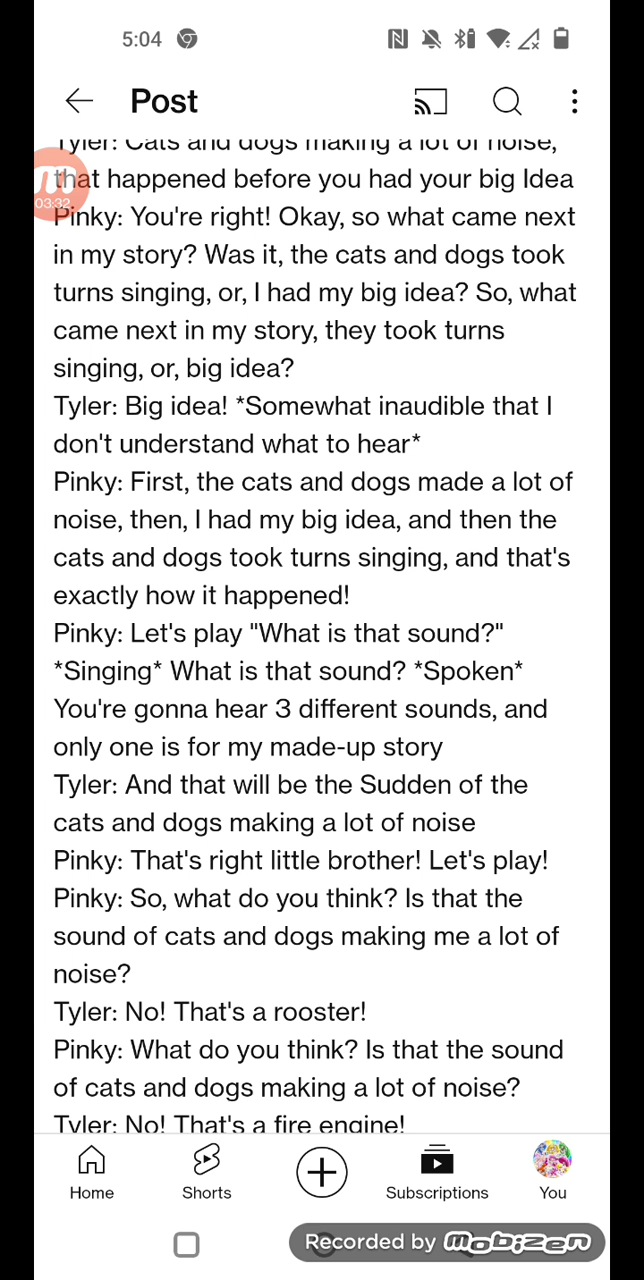 5:04
Post
Tyler: Cats and dogs making a lot of noise,
that happened before you had your big Idea
03:32
Pinky: You're right! Okay, so what came next
in my story? Was it, the cats and dogs took
turns singing, or, I had my big idea? So, what
came next in my story, they took turns
singing, or, big idea?
Tyler: Big idea! *Somewhat inaudible that I
don't understand what to hear*
Pinky: First, the cats and dogs made a lot of
noise, then, I had my big idea, and then the
cats and dogs took turns singing, and that's
exactly how it happened!
Pinky: Let's play "What is that sound?"
*Singing* What is that sound? *Spoken*
You're gonna hear 3 different sounds, and
only one is for my made-up story
Tyler: And that will be the Sudden of the
cats and dogs making a lot of noise
Pinky: That's right little brother! Let's play!
Pinky: So, what do you think? Is that the
sound of cats and dogs making me a lot of
noise?
Tyler: No! That's a rooster!
Pinky: What do you think? Is that the sound
of cats and dogs making a lot of noise?
Tyler: No! That's a fire engine!
Home
Shorts
Subscriptions
You
Recorded by mobizen